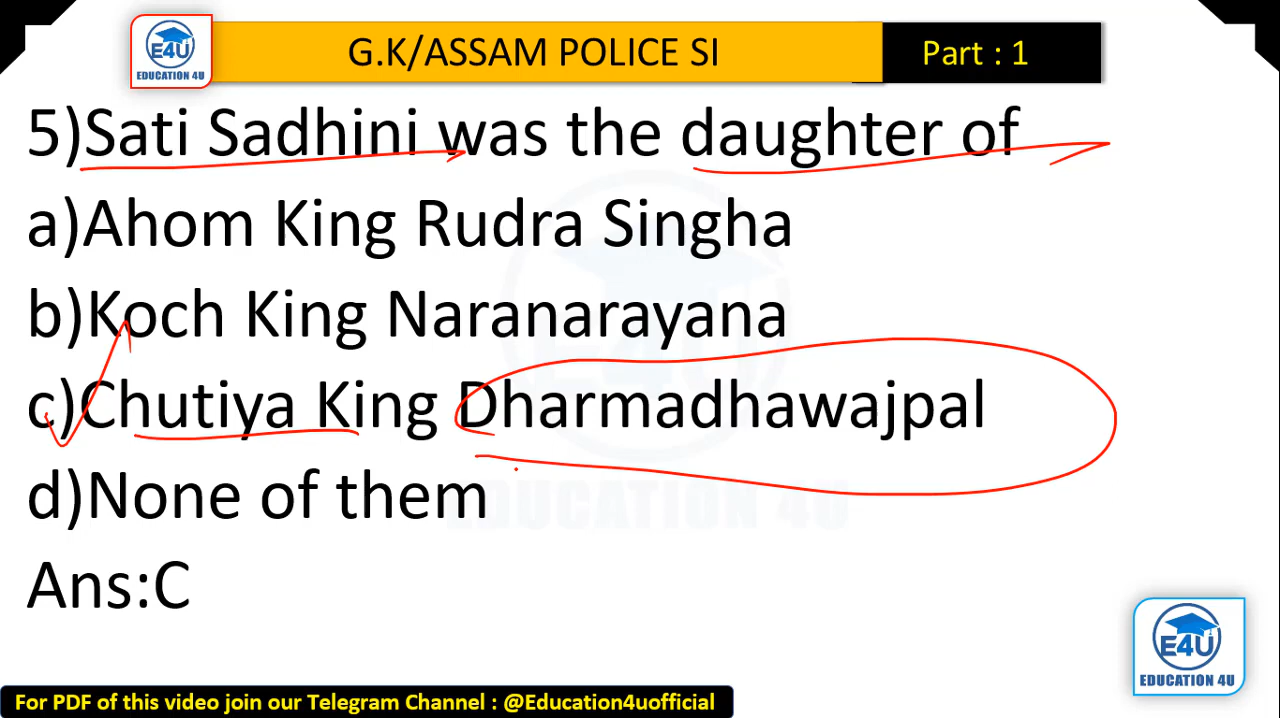 E4U
EDUCATION 4U
G.K/ASSAM POLICE SI
Part : 1
5)Sati Sadhini was the daughter of
a)Ahom King Rudra Singha
b)Koch King Naranarayana
c)Chutiya King Dharmadhawajpal
d)None of them
EDUCATION 4U
Ans:C
E4U
EDUCATION 4U
For PDF of this video join our Telegram Channel : @Education4uofficial